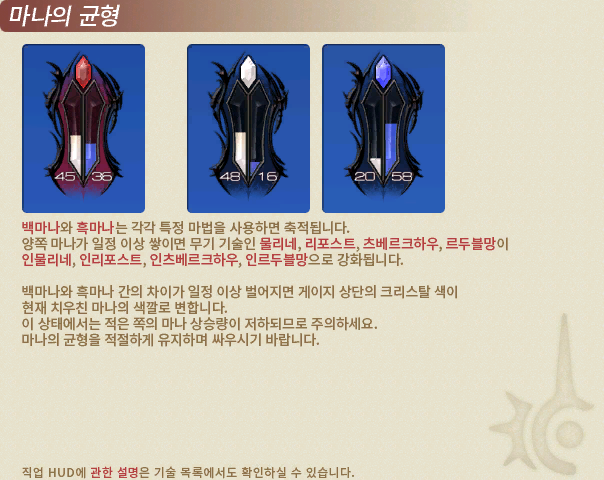 마나의 균형
45 36 48 16 20 58
백마나와 흑마나는 각각 특정 마법을 사용하면 축적됩니다.
양쪽 마나가 일정 이상 쌓이면 무기 기술인 물리네, 리포스트, 츠베르크하우, 르두블망이
인물리네, 인리포스트, 인츠베르크하우, 인르두블망으로 강화됩니다.
백마나와 흑마나 간의 차이가 일정 이상 벌어지면 게이지 상단의 크리스탈 색이
현재 치우친 마나의 색깔로 변합니다.
이 상태에서는 적은 쪽의 마나 상승량이 저하되므로 주의하세요.
마나의 균형을 적절하게 유지하며 싸우시기 바랍니다.
직업 HUD에 관한 설명은 기술 목록에서도 확인하실 수 있습니다.